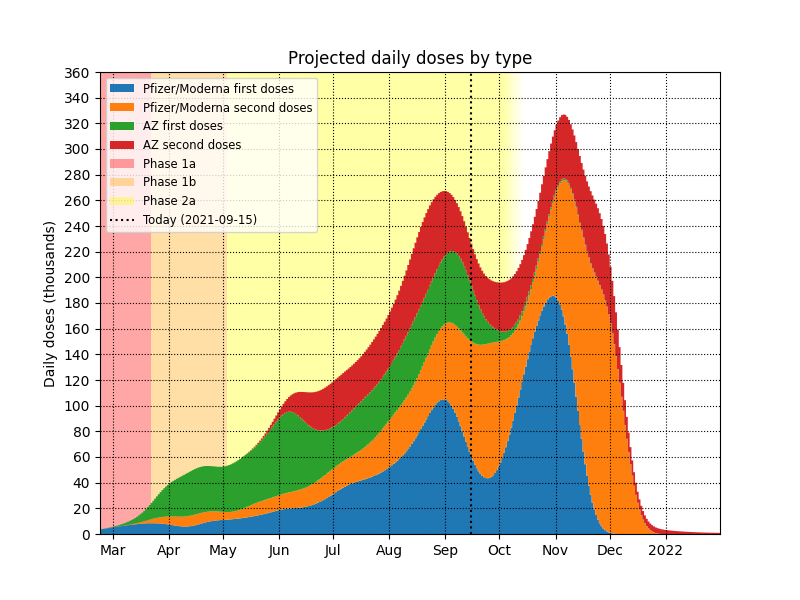 Projected daily doses by type
Daily doses (thousands)
360
340
320
300
280
260
240
220
200
180
160
140
120
100
80
60
40
20
0
Pfizer/Moderna first doses
Pfizer/Moderna second doses
AZ first doses
AZ second doses
Phase 1a
Phase 1b
Phase 2a
Today (2021-09-15)
Mar Apr May Jun Jul Aug Sep Oct Nov Dec 2022